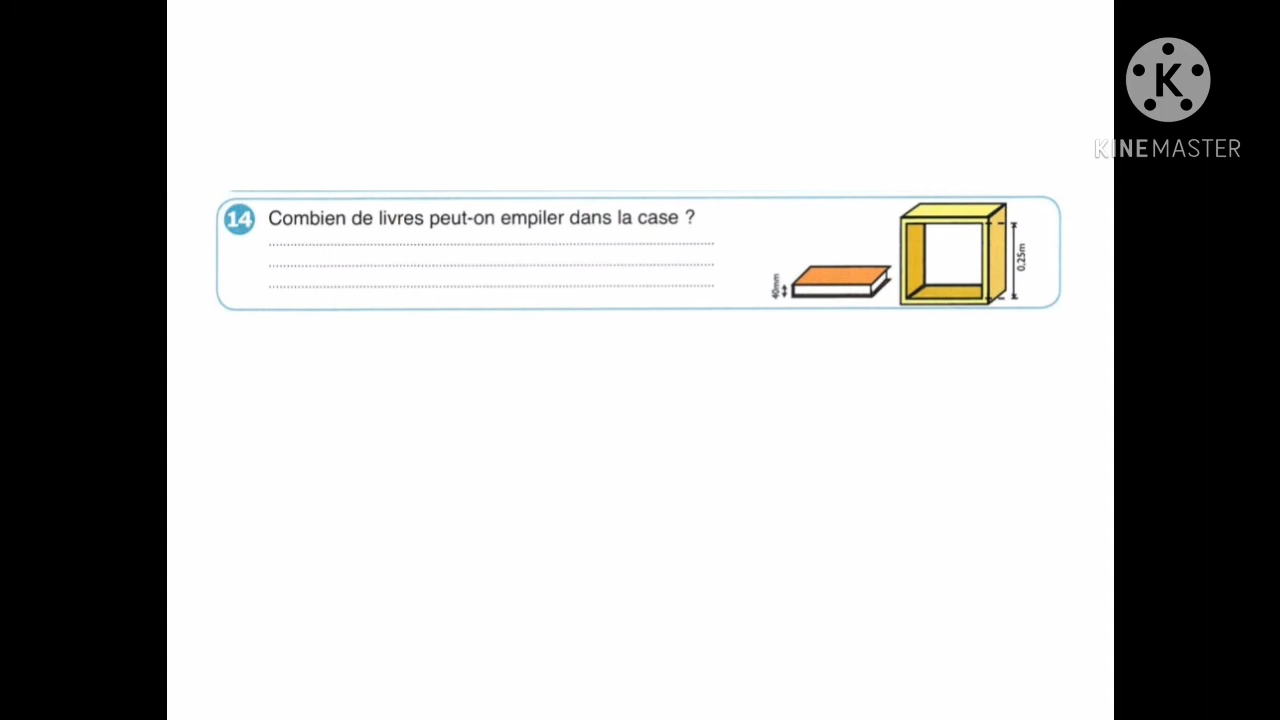 K
KINEMASTER
14 Combien de livres peut-on empiler dans la case ?
40mm
0,25m